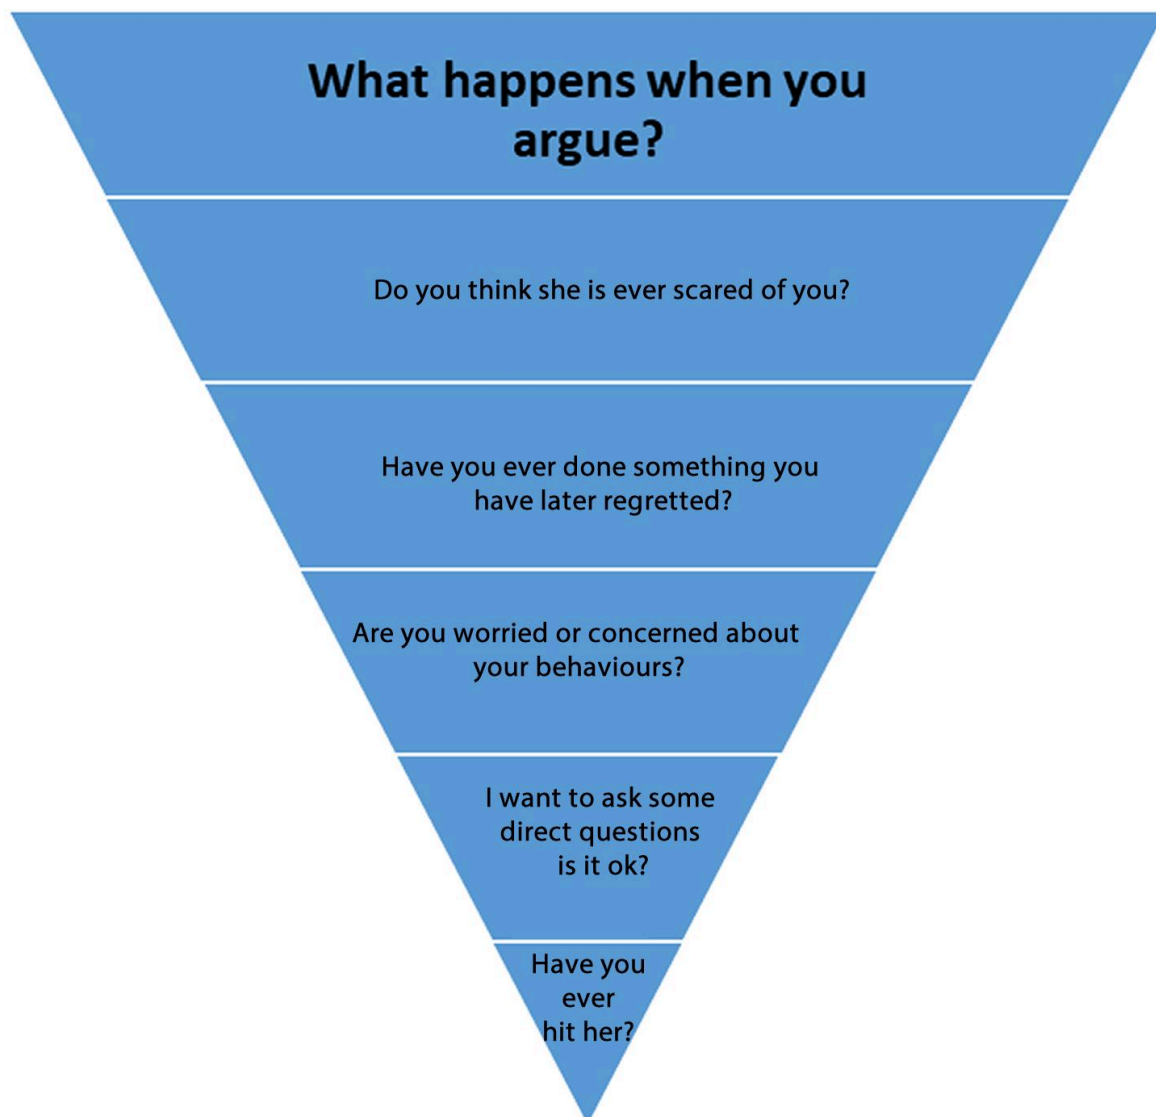 What happens when you
argue?
Do you think she is ever scared of you?
Have you ever done something you
have later regretted?
Are you worried or concerned about
your behaviours?
I want to ask some
direct questions
is it ok?
Have you
ever
hit her?